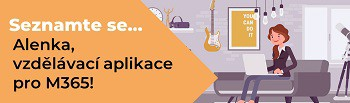 Seznamte se...
Alenka,
vzdělávací aplikace
pro M365!
YOU
CAN
DO
IT